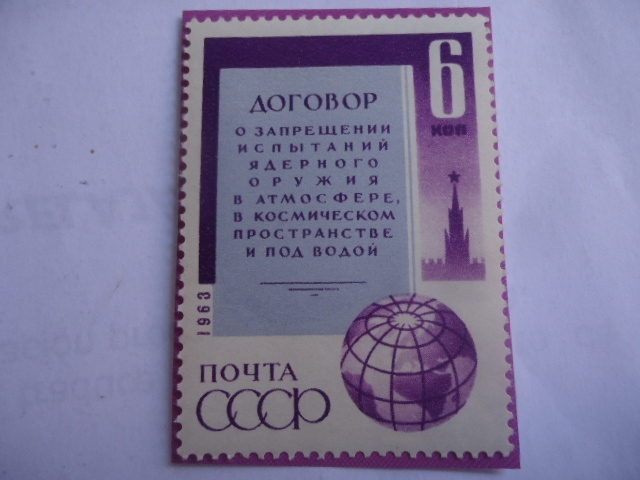 6
КОП
ДОГОВОР
О ЗАПРЕЩЕНИИ
ИСПЫТАНИЙ
ЯДЕРНОГО
ОРУЖИЯ
В АТМОСФЕРЕ,
В КОСМИЧЕСКОМ
ПРОСТРАНСТВЕ
И ПОД ВОДОЙ
1963
ПОЧТА
СССР